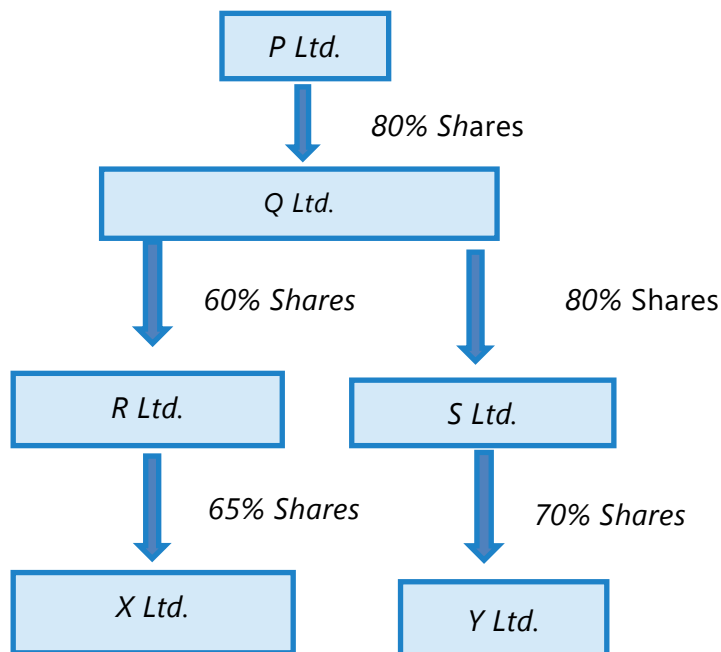 P Ltd.
80% Shares
Q Ltd.
60% Shares
80% Shares
R Ltd.
S Ltd.
65% Shares
70% Shares
X Ltd.
Y Ltd.